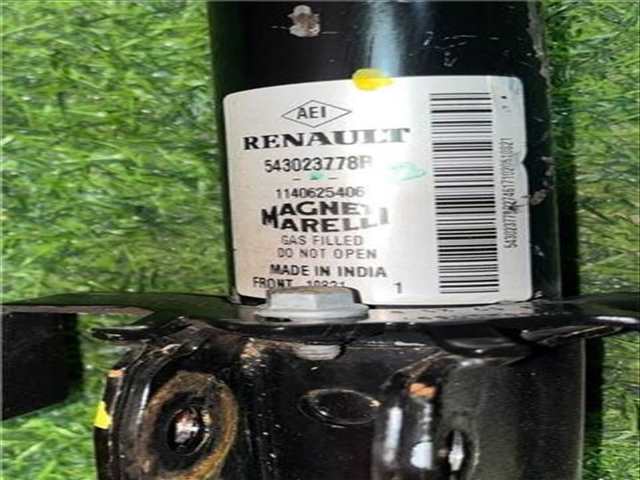 AEI
RENAULT
543023778R
1140625406
MAGNETI
MARELLI
GAS FILLED
DO NOT OPEN
MADE IN INDIA
FRONT 1